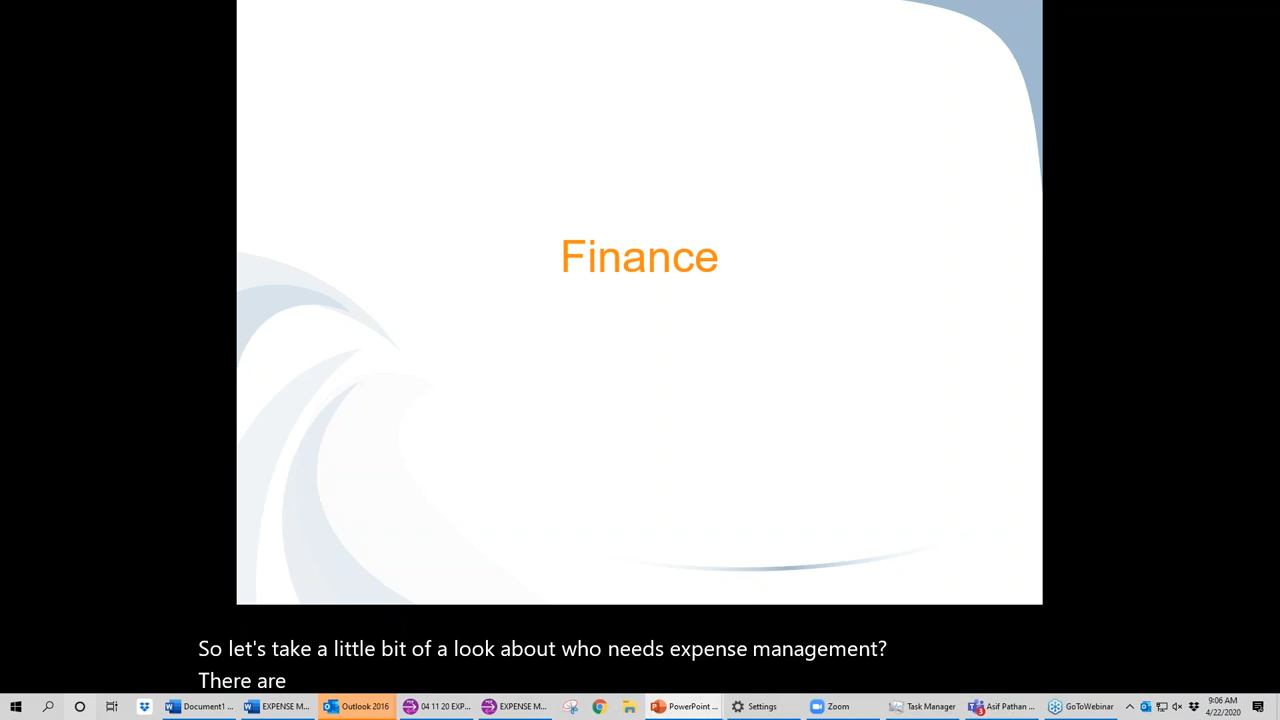 Finance
So let's take a little bit of a look about who needs expense management?
There are
Document1 ...
EXPENSE M...
Outlook 2016
04 11 20 EXP...
EXPENSE M...
PowerPoint ...
Settings
Zoom
Task Manager
Asif Pathan ...
GoToWebinar
9:06 AM
4/22/2020